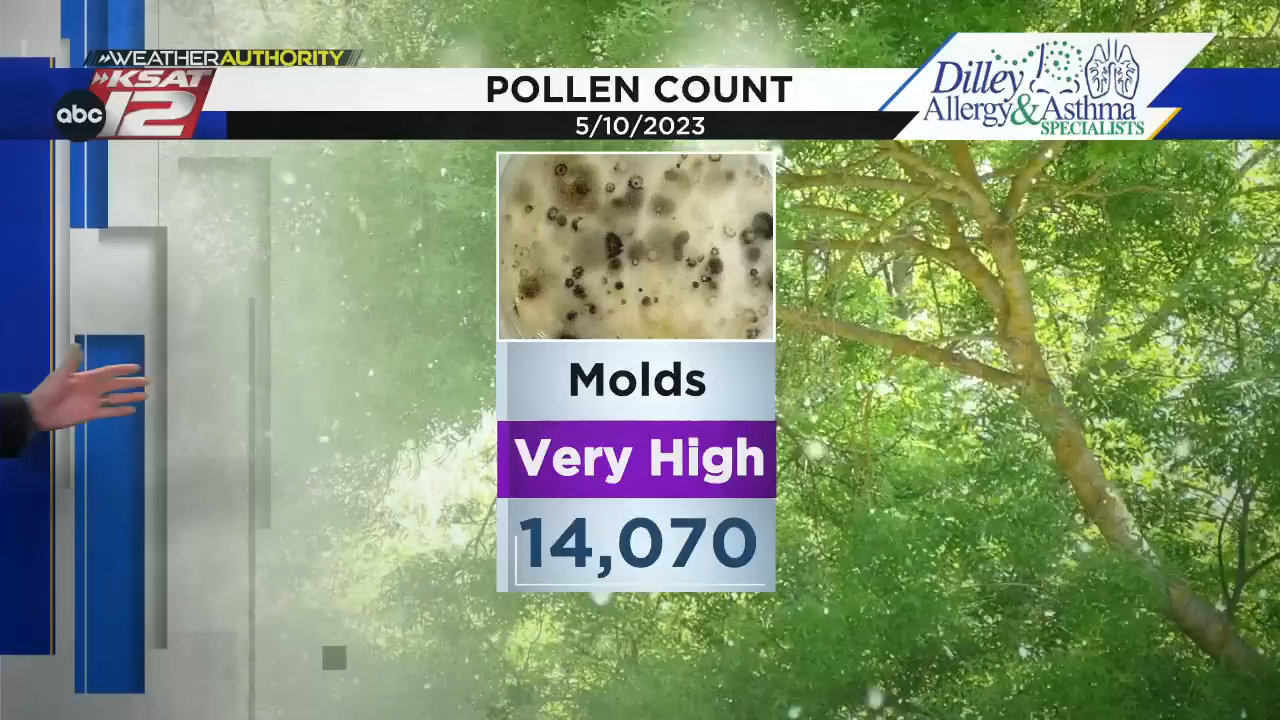 WEATHERAUTHORITY
KSAT
abc 12
POLLEN COUNT
5/10/2023
Dilley
Allergy&Asthma
SPECIALISTS
Molds
Very High
14,070